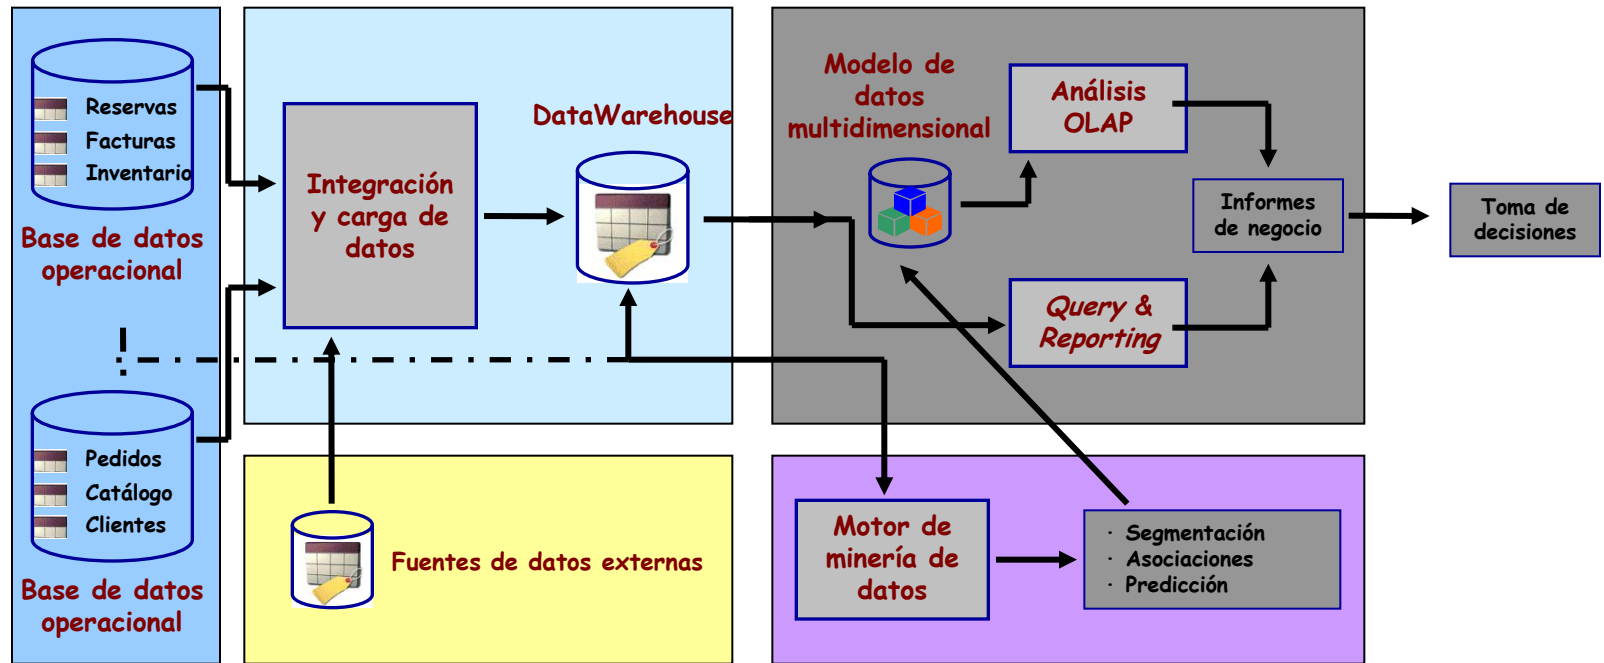 Reservas
Facturas
Inventario
Base de datos
operacional
Pedidos
Catálogo
Clientes
Base de datos
operacional
Integración
y carga de
datos
DataWarehouse
Fuentes de datos externas
Modelo de
datos
multidimensional
Análisis
OLAP
Query &
Reporting
Informes
de negocio
Toma de
decisiones
Motor de
minería de
datos
· Segmentación
· Asociaciones
· Predicción